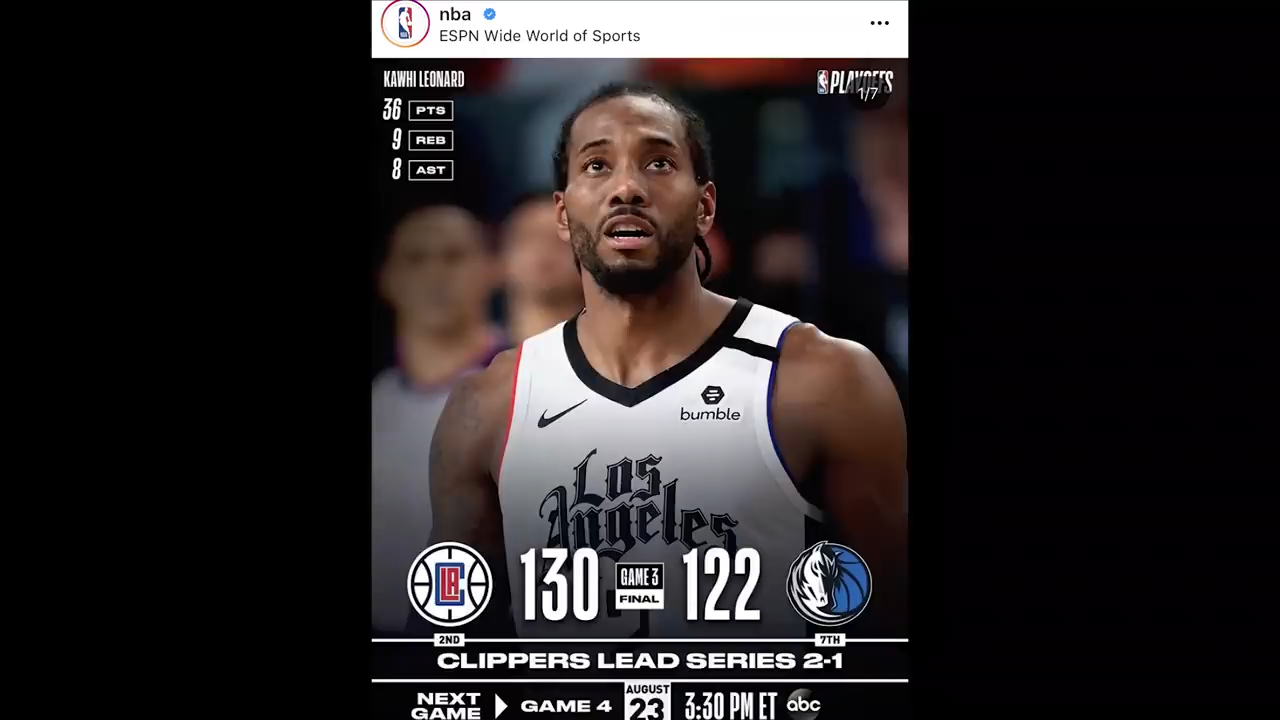 nba
ESPN Wide World of Sports
KAWHI LEONARD
36 PTS
9 REB
8 AST
NBA PLAYOFFS
1/7
bumble
Los
Angeles
LA
130
GAME 3
FINAL
122
2ND
7TH
CLIPPERS LEAD SERIES 2-1
NEXT
GAME
GAME 4
AUGUST
23
3:30 PM ET
abc